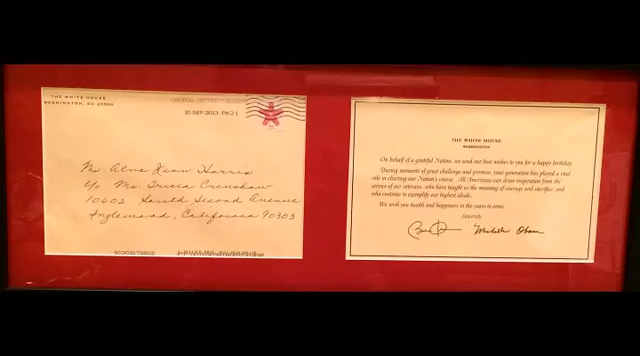 THE WHITE HOUSE
WASHINGTON, DC 20500
30 SEP 2013 PM 2 L
Ms. Alva Jean Harris
c/o Ms. Tricia Crenshaw
10602 South Second Avenue
Inglewood, California 90303
THE WHITE HOUSE
WASHINGTON
On behalf of a grateful Nation, we send our best wishes to you for a happy birthday.
During moments of great challenge and promise, your generation has played a vital
role in charting our Nation's course. All Americans can draw inspiration from the
service of our veterans, who have taught us the meaning of courage and sacrifice, and
who continue to exemplify our highest ideals.
We wish you health and happiness in the years to come.
Sincerely,
Michelle Obama